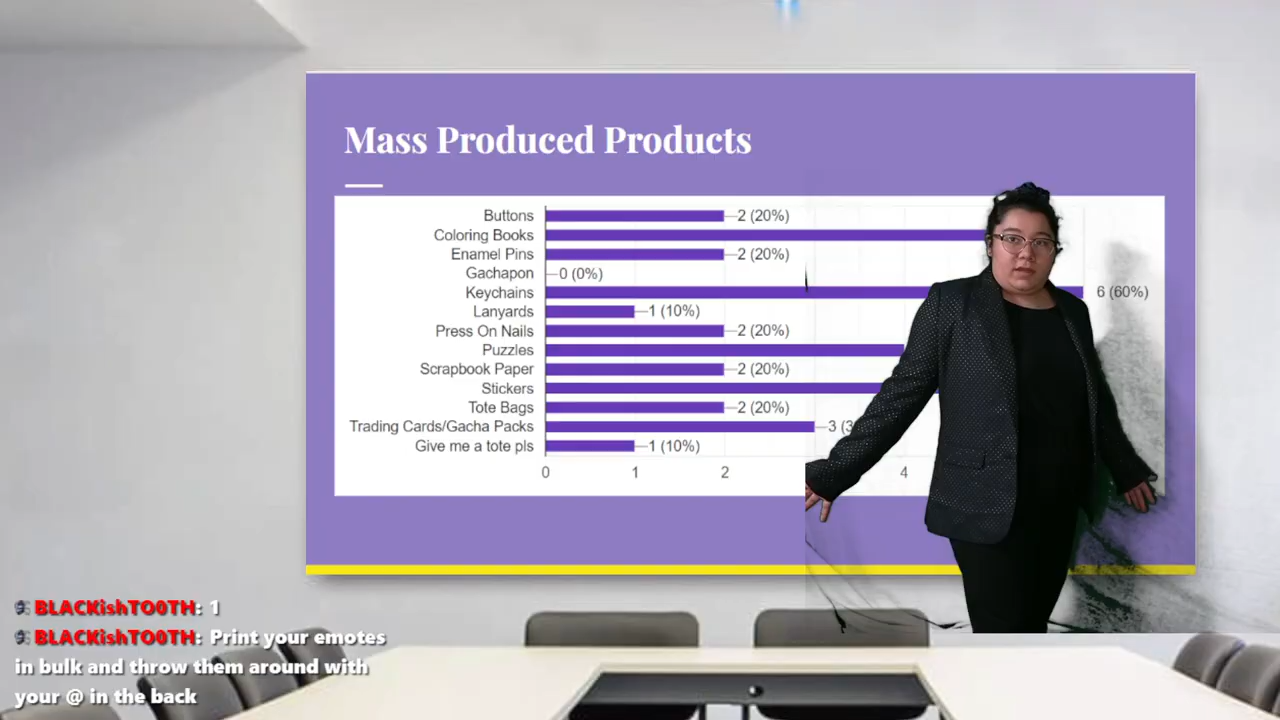 Mass Produced Products
Buttons 2 (20%)
Coloring Books
Enamel Pins 2 (20%)
Gachapon 0 (0%)
Keychains 6 (60%)
Lanyards 1 (10%)
Press On Nails 2 (20%)
Puzzles
Scrapbook Paper 2 (20%)
Stickers
Tote Bags 2 (20%)
Trading Cards/Gacha Packs 3 (3
Give me a tote pls 1 (10%)
0 1 2 4
BLACKishTO0TH: 1
BLACKishTO0TH: Print your emotes
in bulk and throw them around with
your @ in the back